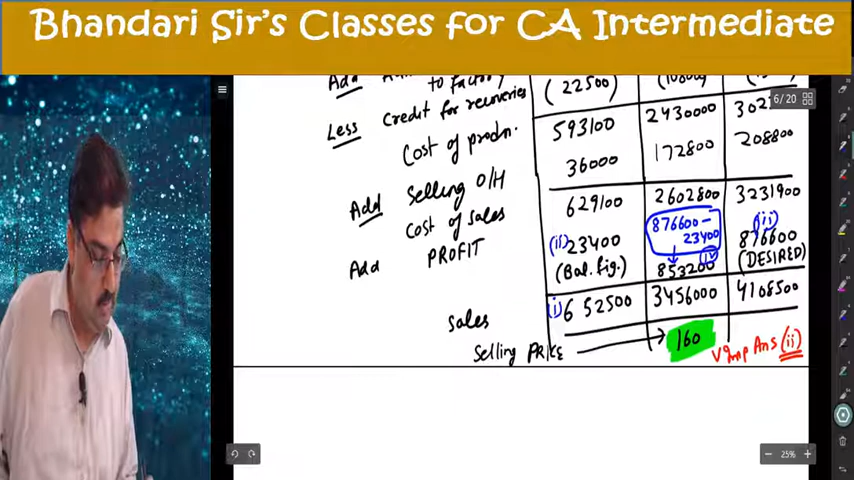 Bhandari Sir's Classes for CA Intermediate
6/20
Add
to factory (22500)
Less Credit for recoveries
Cost of prodn. 593100 2430000
Add Selling O/H 36000 172800 208800
Cost of sales 629100 2602800 3231900
Add PROFIT (ii) 23400 876600 - 23400 (ii) 876600
(Bal. fig.) 853200 (iv) (DESIRED)
Sales (i) 652500 3456000 4108500
Selling PRICE 160 V Imp Ans (ii)
25%